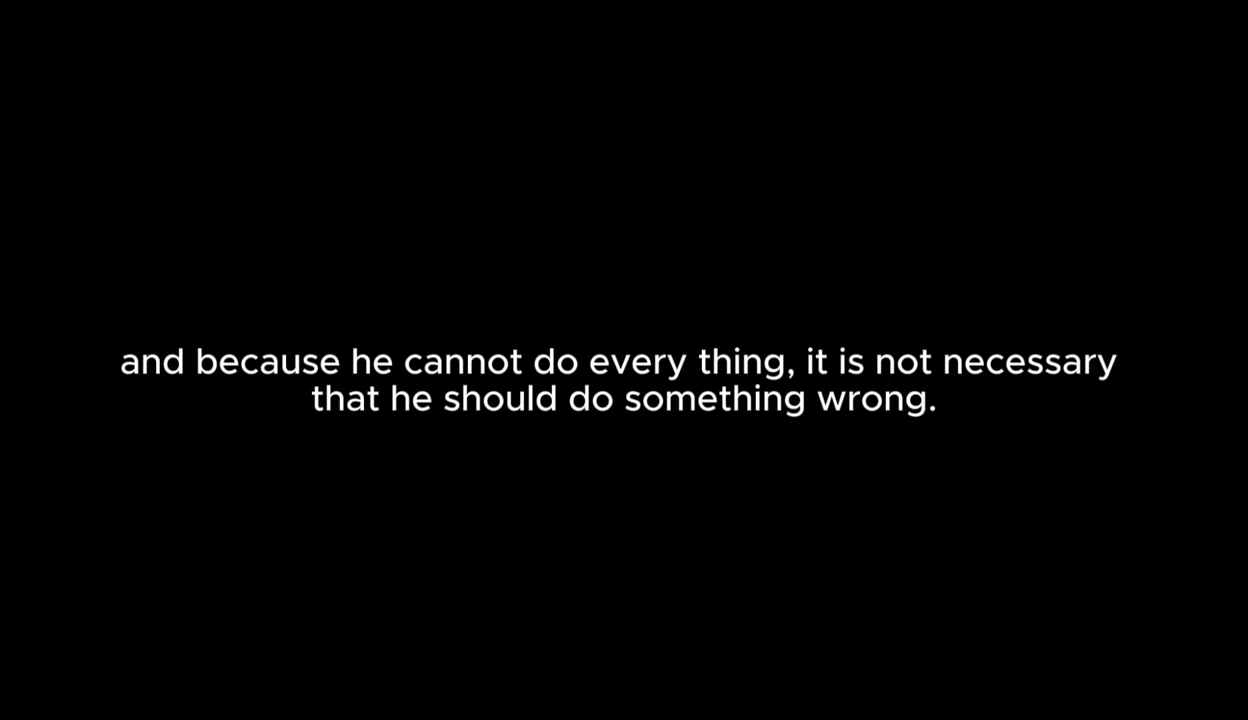 and because he cannot do every thing, it is not necessary
that he should do something wrong.